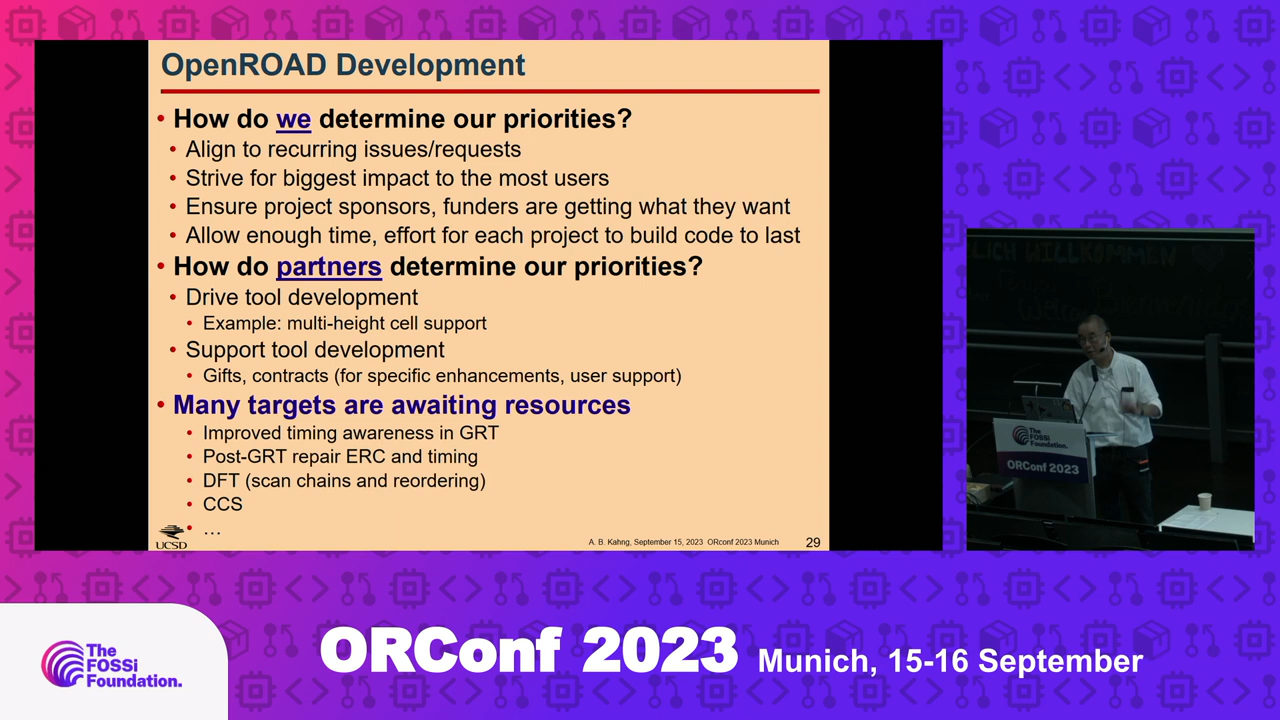 OpenROAD Development
• How do we determine our priorities?
• Align to recurring issues/requests
• Strive for biggest impact to the most users
• Ensure project sponsors, funders are getting what they want
• Allow enough time, effort for each project to build code to last
• How do partners determine our priorities?
• Drive tool development
• Example: multi-height cell support
• Support tool development
• Gifts, contracts (for specific enhancements, user support)
• Many targets are awaiting resources
• Improved timing awareness in GRT
• Post-GRT repair ERC and timing
• DFT (scan chains and reordering)
• CCS
• …
UCSD
A. B. Kahng, September 15, 2023 ORconf 2023 Munich
29
LICH WILLKOMMEN
The
FOSSi
Foundation.
ORConf 2023
The
FOSSi
Foundation.
ORConf 2023 Munich, 15-16 September